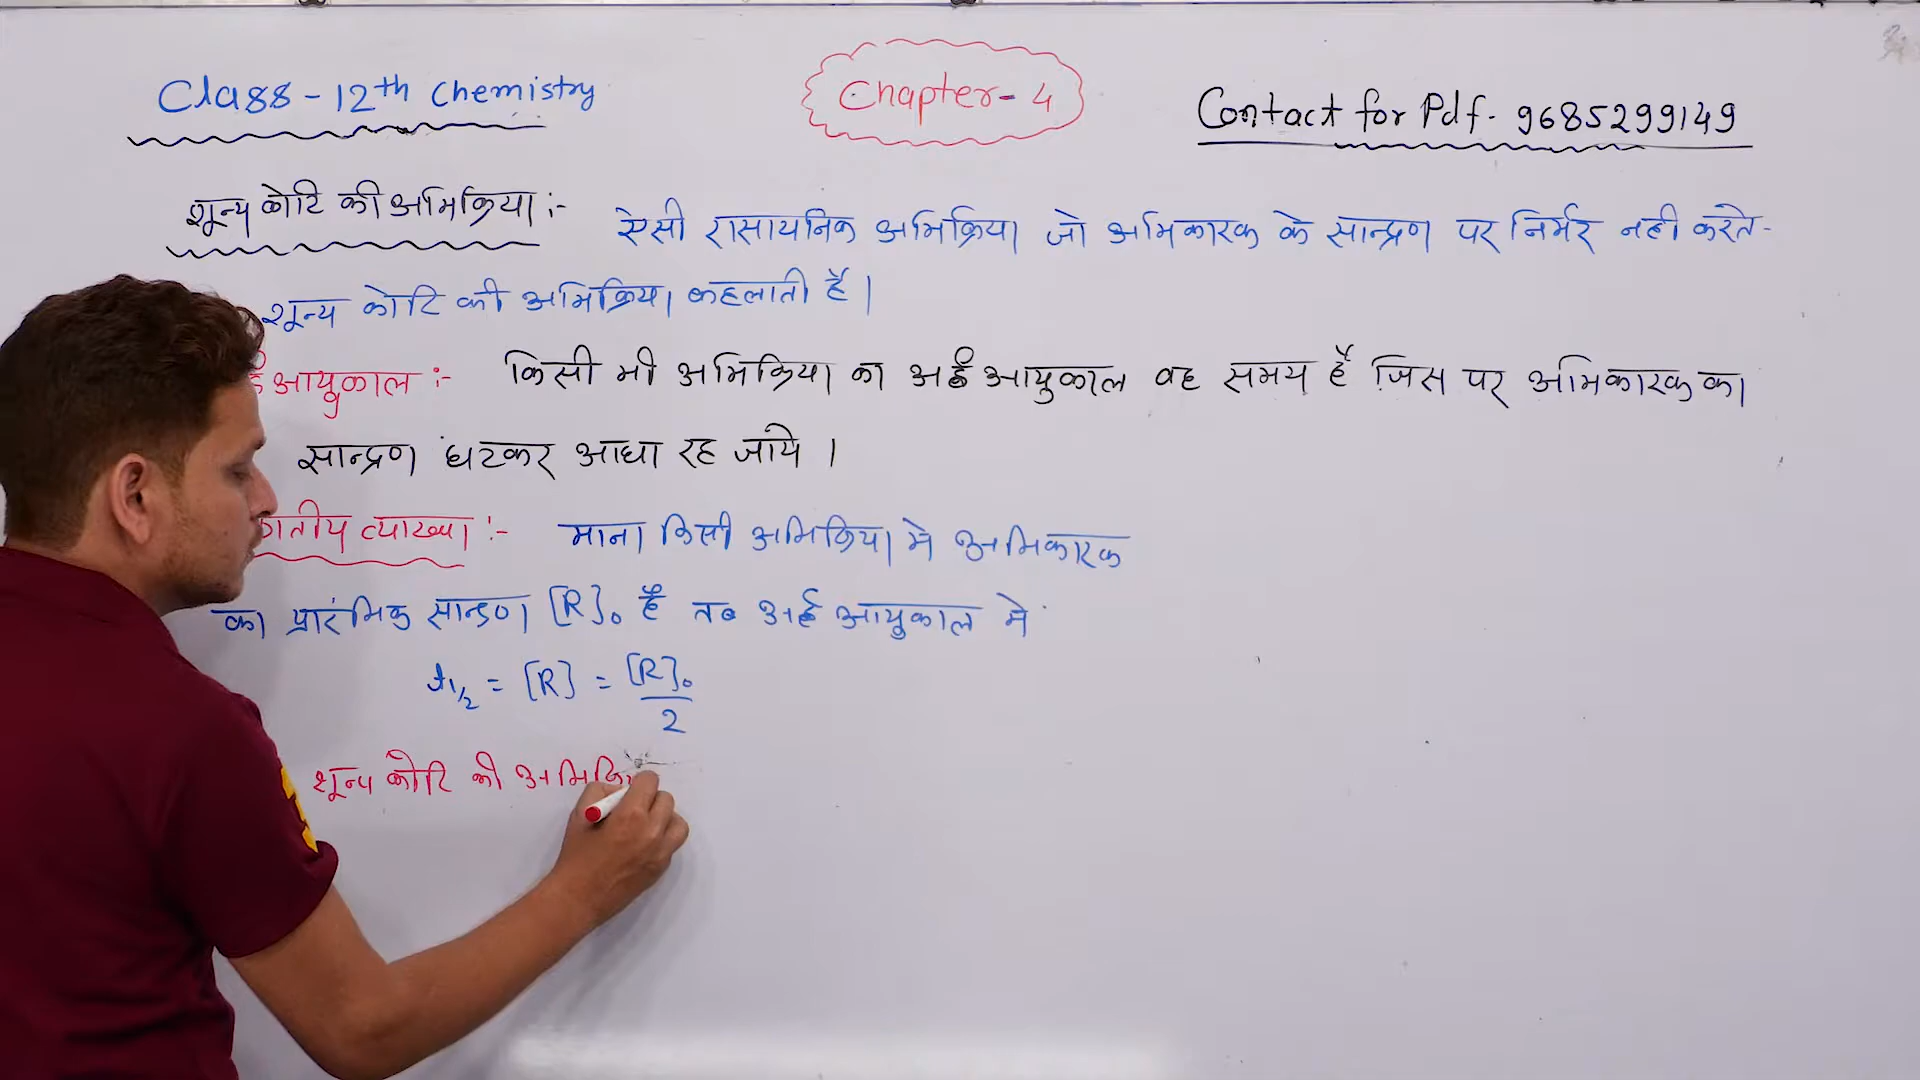 Class - 12th Chemistry
Chapter - 4
Contact for Pdf - 9685299149
शून्य कोटि की अभिक्रिया :- ऐसी रासायनिक अभिक्रिया जो अभिकारक के सान्द्रण पर निर्भर नही करते -
शून्य कोटि की अभिक्रिया कहलाती है ।
आयुकाल :- किसी भी अभिक्रिया का अर्द्ध आयुकाल वह समय है जिस पर अभिकारक का
सान्द्रण घटकर आधा रह जाये ।
गतीय व्याख्या :- माना किसी अभिक्रिया मे अभिकारक
का प्रारंमिक सान्द्रण [R]₀ है तब अर्द्ध आयुकाल मे
t₁/₂ = [R] = [R]₀/2
शून्य कोटि की